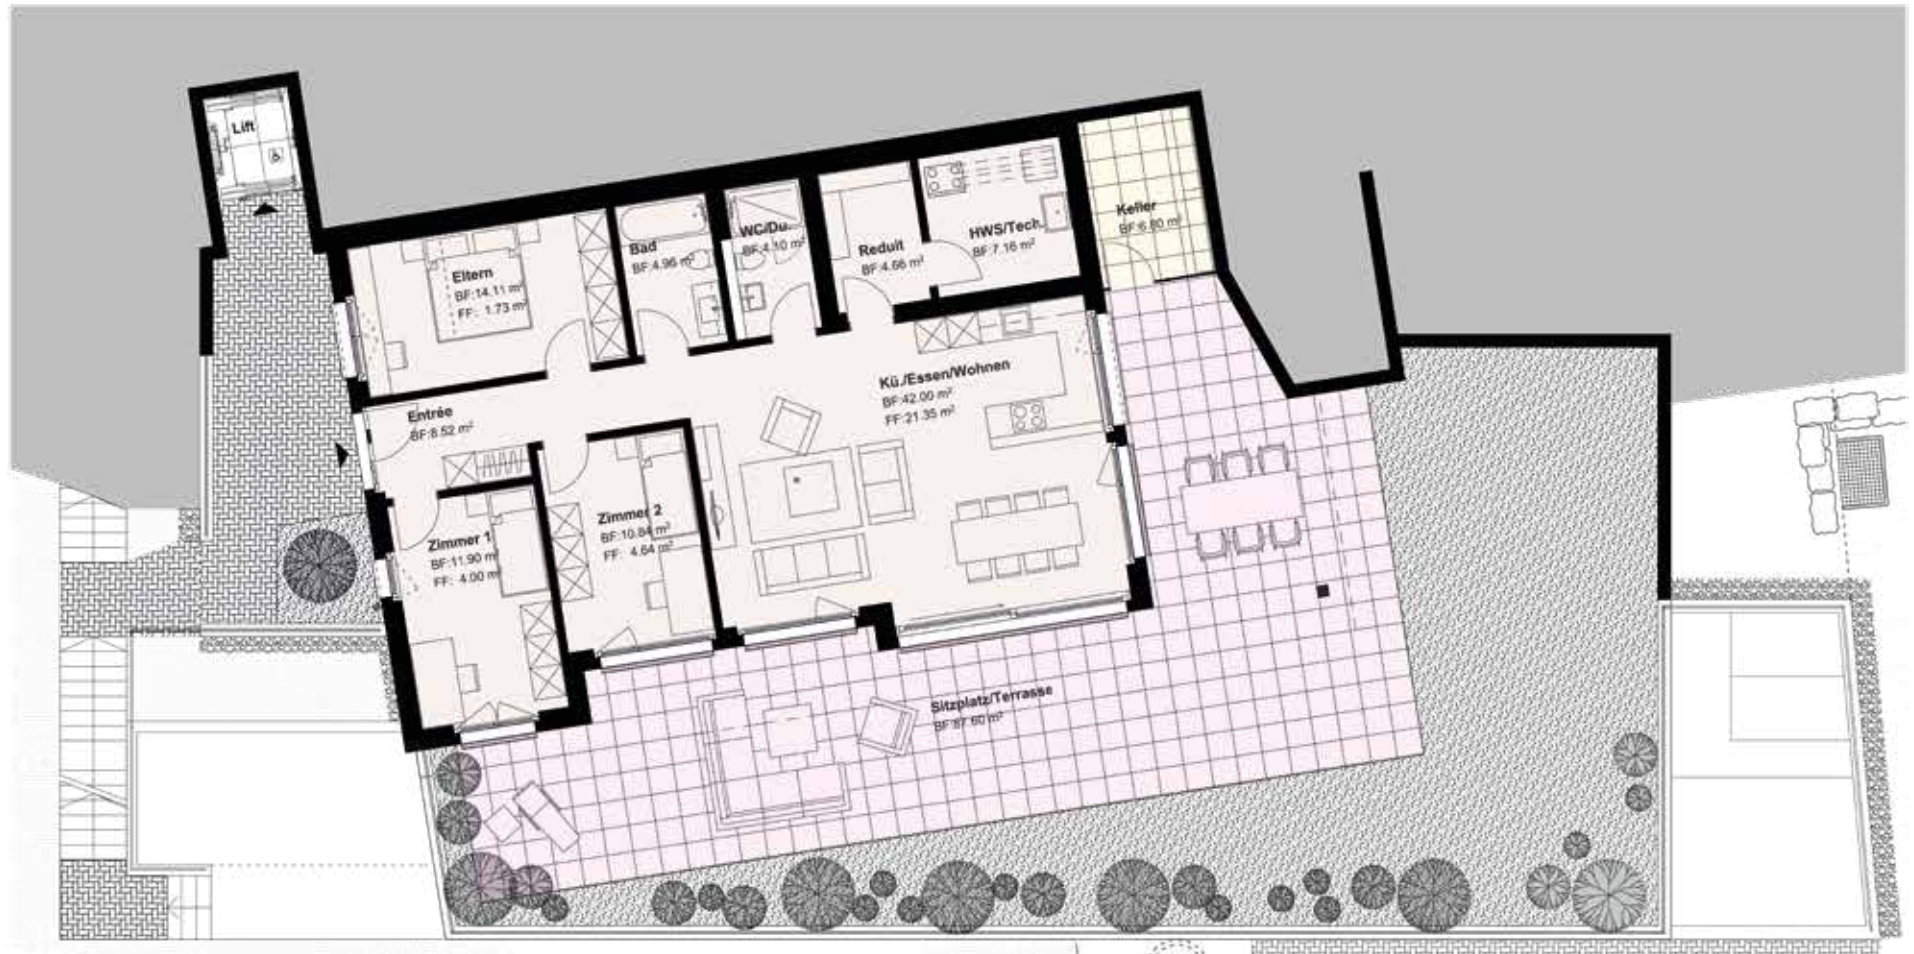 Lift
Eltern
BF:14.11 m²
FF: 1.73 m²
Bad
BF:4.96 m²
WC/Du.
BF:4.10 m²
Reduit
BF:4.66 m²
HWS/Tech.
BF:7.16 m²
Keller
BF:6.80 m²
Entrée
BF:8.52 m²
Kü./Essen/Wohnen
BF:42.00 m²
FF:21.35 m²
Zimmer 1
BF:11.90 m²
FF: 4.00 m²
Zimmer 2
BF:10.84 m²
FF: 4.64 m²
Sitzplatz/Terrasse
BF:87.60 m²